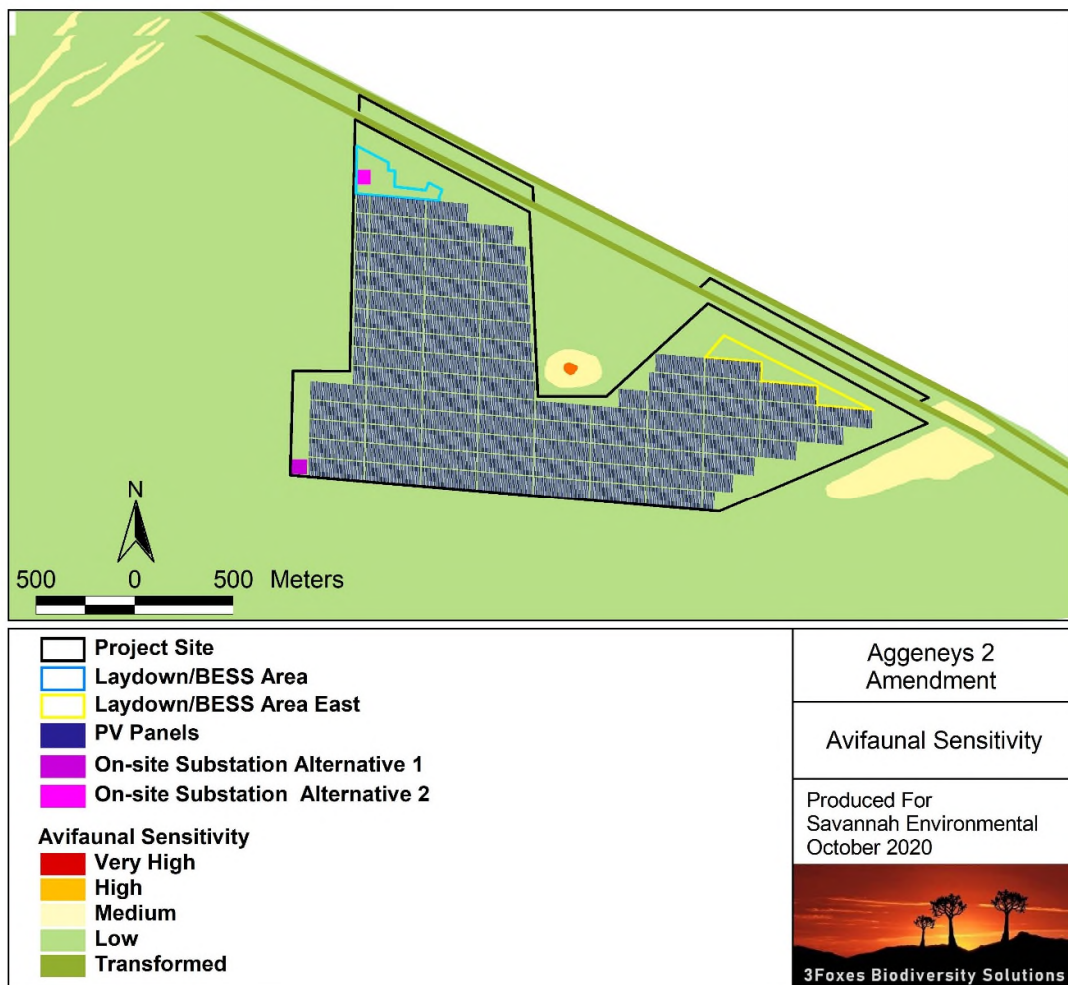 N
500 0 500 Meters
Project Site
Laydown/BESS Area
Laydown/BESS Area East
PV Panels
On-site Substation Alternative 1
On-site Substation Alternative 2
Avifaunal Sensitivity
Very High
High
Medium
Low
Transformed
Aggeneys 2
Amendment
Avifaunal Sensitivity
Produced For
Savannah Environmental
October 2020
3Foxes Biodiversity Solutions